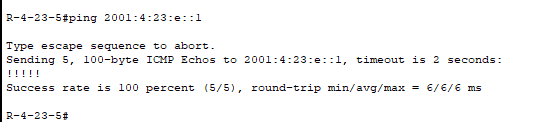 R-4-23-5#ping 2001:4:23:e::1
Type escape sequence to abort.
Sending 5, 100-byte ICMP Echos to 2001:4:23:e::1, timeout is 2 seconds:
!!!!!
Success rate is 100 percent (5/5), round-trip min/avg/max = 6/6/6 ms
R-4-23-5#